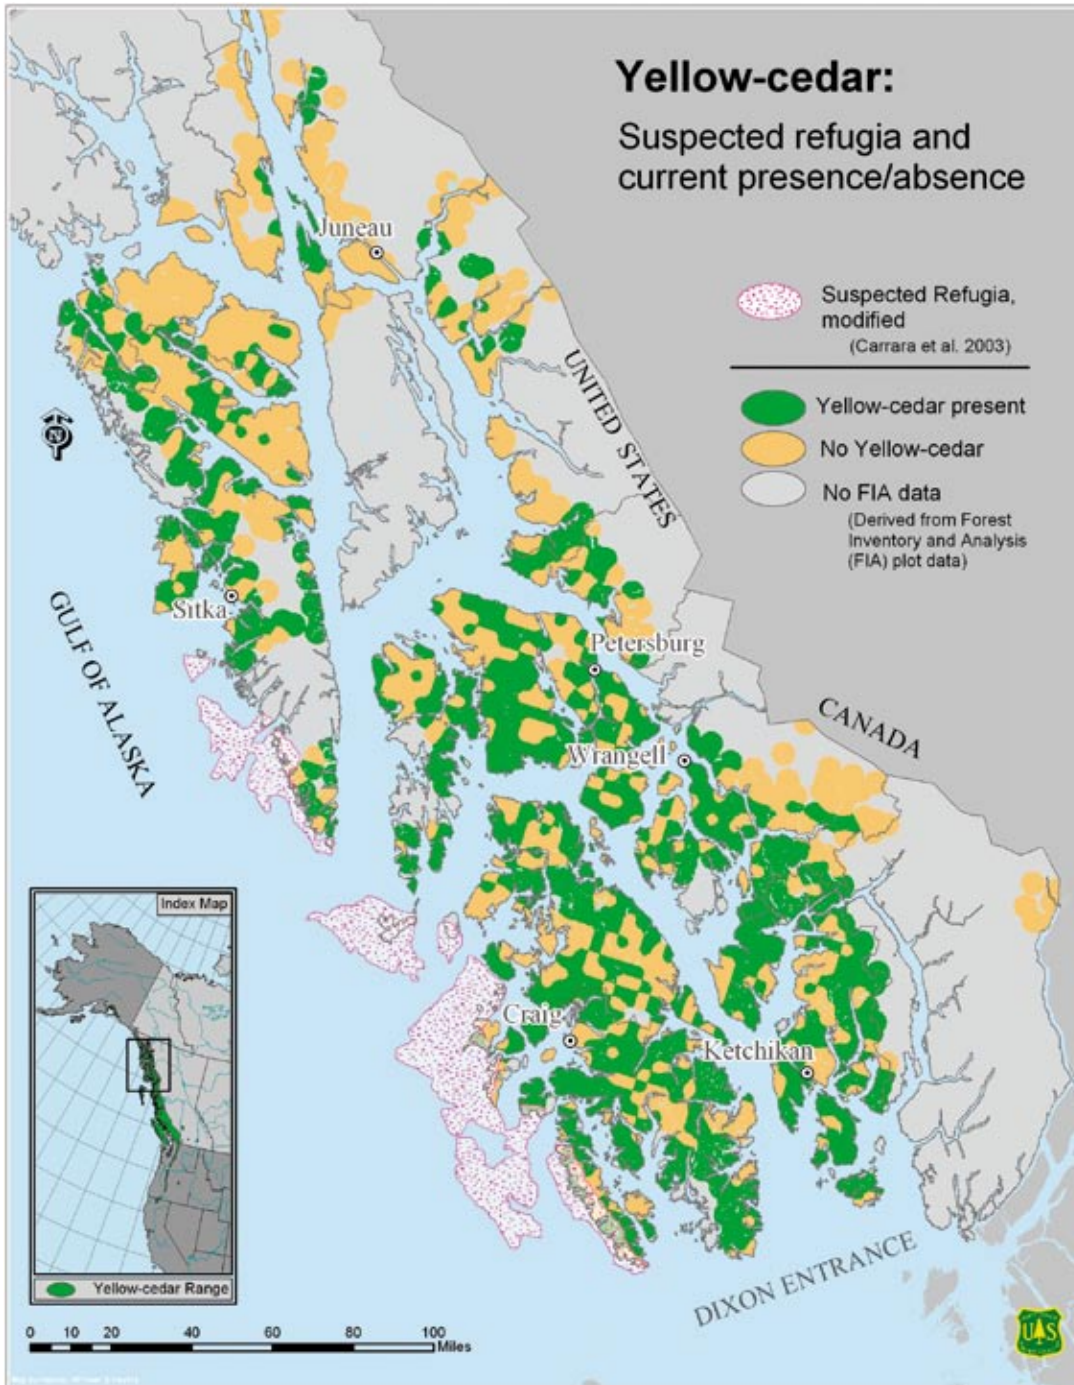 Yellow-cedar:
Suspected refugia and
current presence/absence
Suspected Refugia,
modified
(Carrara et al. 2003)
Yellow-cedar present
No Yellow-cedar
No FIA data
(Derived from Forest
Inventory and Analysis
(FIA) plot data)
Juneau
UNITED STATES
N
Sitka
GULF OF ALASKA
Petersburg
CANADA
Wrangell
Craig
Ketchikan
DIXON ENTRANCE
Index Map
Yellow-cedar Range
0 10 20 40 60 80 100
Miles
US